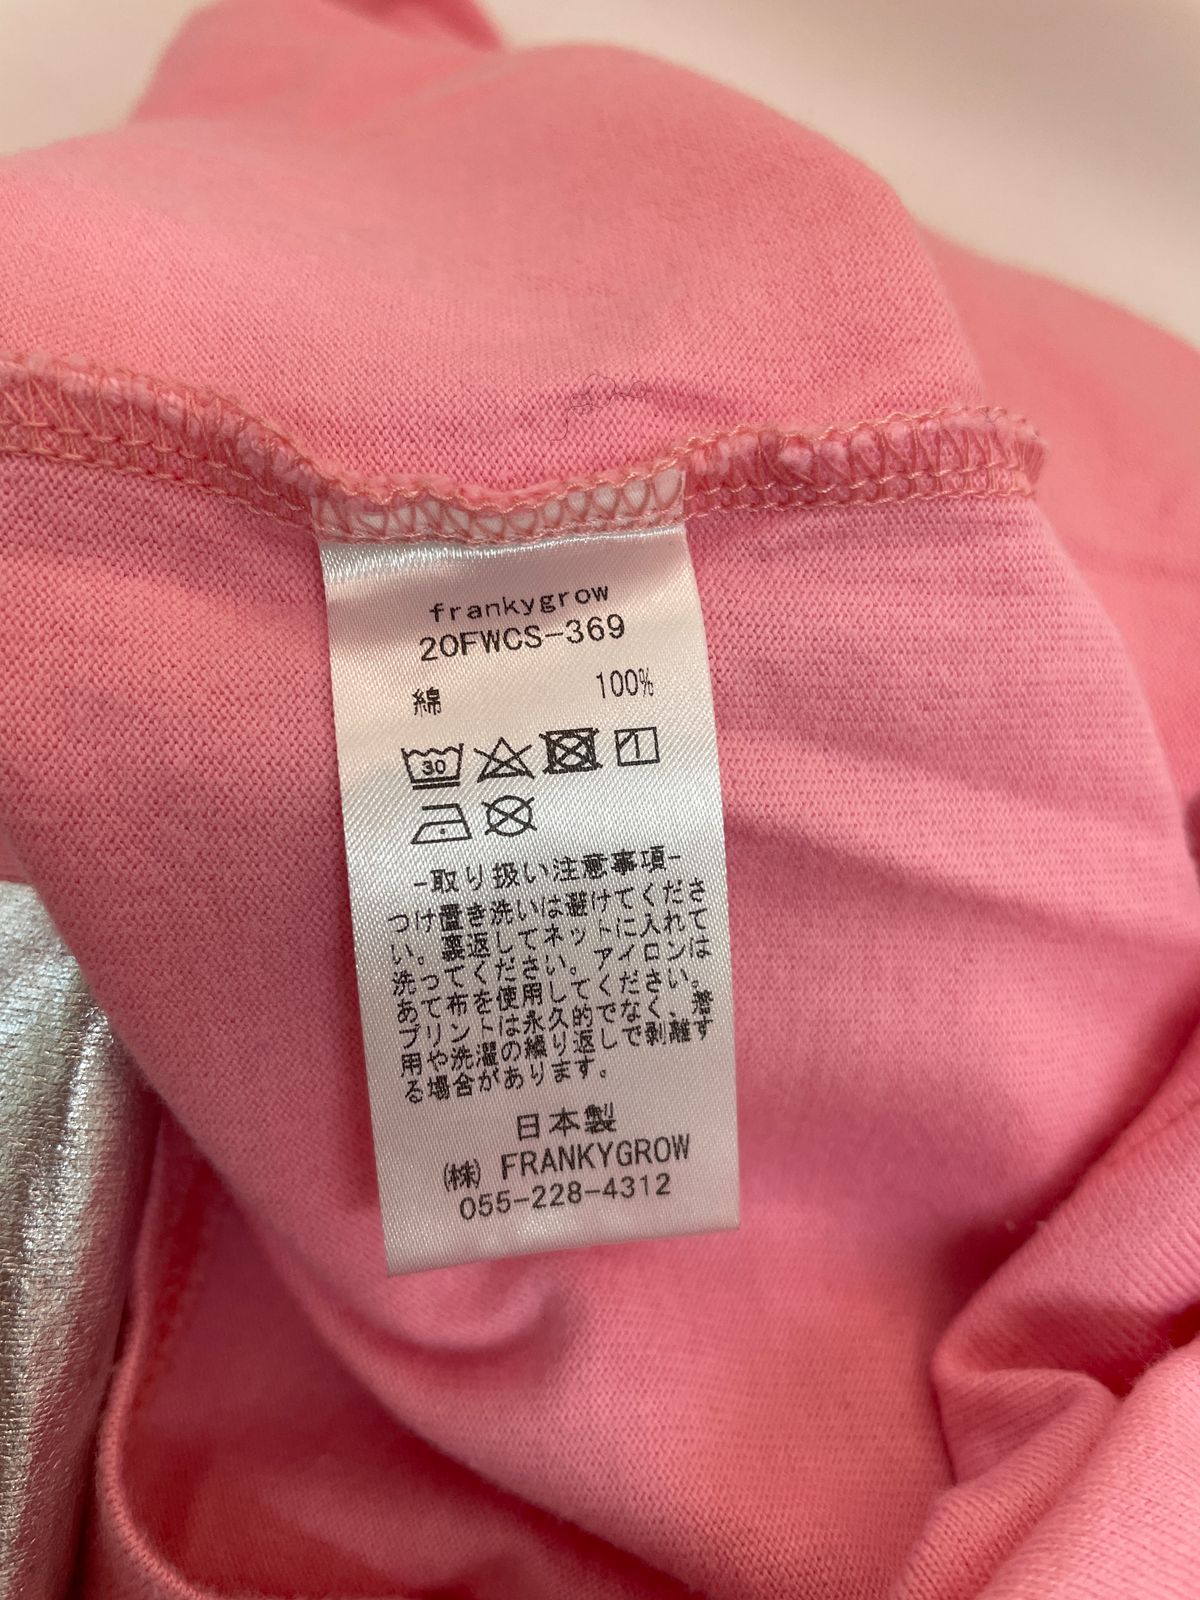 frankygrow
20FWCS-369
綿 100%
30
-取り扱い注意事項-
つけ置き洗いは避けてくださ
い。裏返してネットに入れて
洗ってください。アイロンは
あて布を使用してください。
プリントは永久的でなく、着
用や洗濯の繰り返しで剥離す
る場合があります。
日本製
㈱ FRANKYGROW
055-228-4312